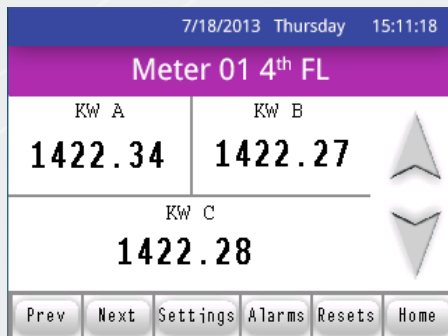 7/18/2013 Thursday 15:11:18
Meter 01 4th FL
KW A KW B
1422.34 1422.27
KW C
1422.28
Prev Next Settings Alarms Resets Home